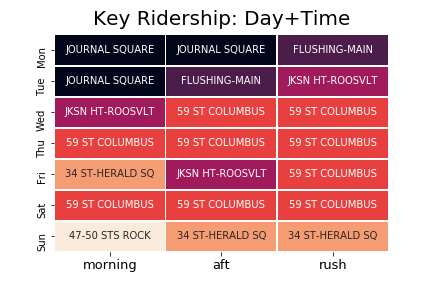 Key Ridership: Day+Time
Mon JOURNAL SQUARE JOURNAL SQUARE FLUSHING-MAIN
Tue JOURNAL SQUARE FLUSHING-MAIN JKSN HT-ROOSVLT
Wed JKSN HT-ROOSVLT 59 ST COLUMBUS 59 ST COLUMBUS
Thu 59 ST COLUMBUS 59 ST COLUMBUS 59 ST COLUMBUS
Fri 34 ST-HERALD SQ JKSN HT-ROOSVLT 59 ST COLUMBUS
Sat 59 ST COLUMBUS 59 ST COLUMBUS 59 ST COLUMBUS
Sun 47-50 STS ROCK 34 ST-HERALD SQ 34 ST-HERALD SQ
morning aft rush